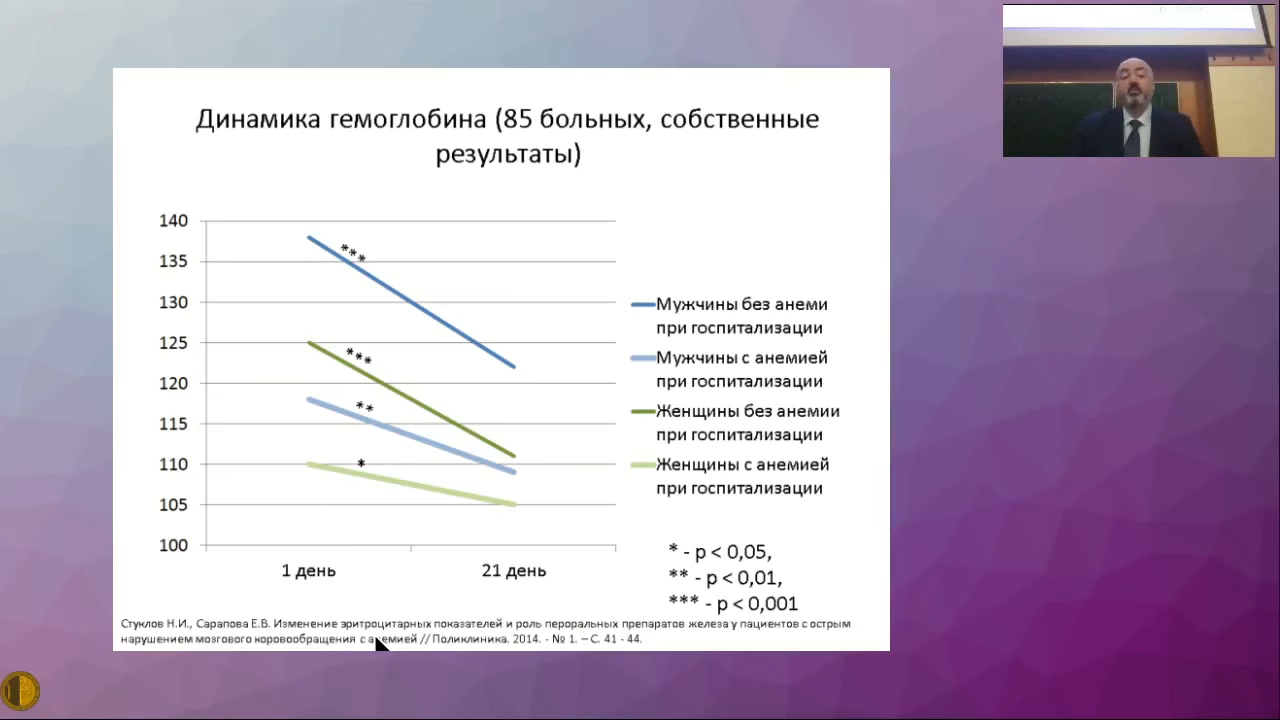 Динамика гемоглобина (85 больных, собственные
результаты)
140
135
130
125
120
115
110
105
100
***
***
**
*
1 день
21 день
Мужчины без анеми
при госпитализации
Мужчины с анемией
при госпитализации
Женщины без анемии
при госпитализации
Женщины с анемией
при госпитализации
* - p < 0,05,
** - p < 0,01,
*** - p < 0,001
Стуклов Н.И., Сарапова Е.В. Изменение эритроцитарных показателей и роль пероральных препаратов железа у пациентов с острым
нарушением мозгового коровообращения с анемией // Поликлиника. 2014. - № 1. – С. 41 - 44.